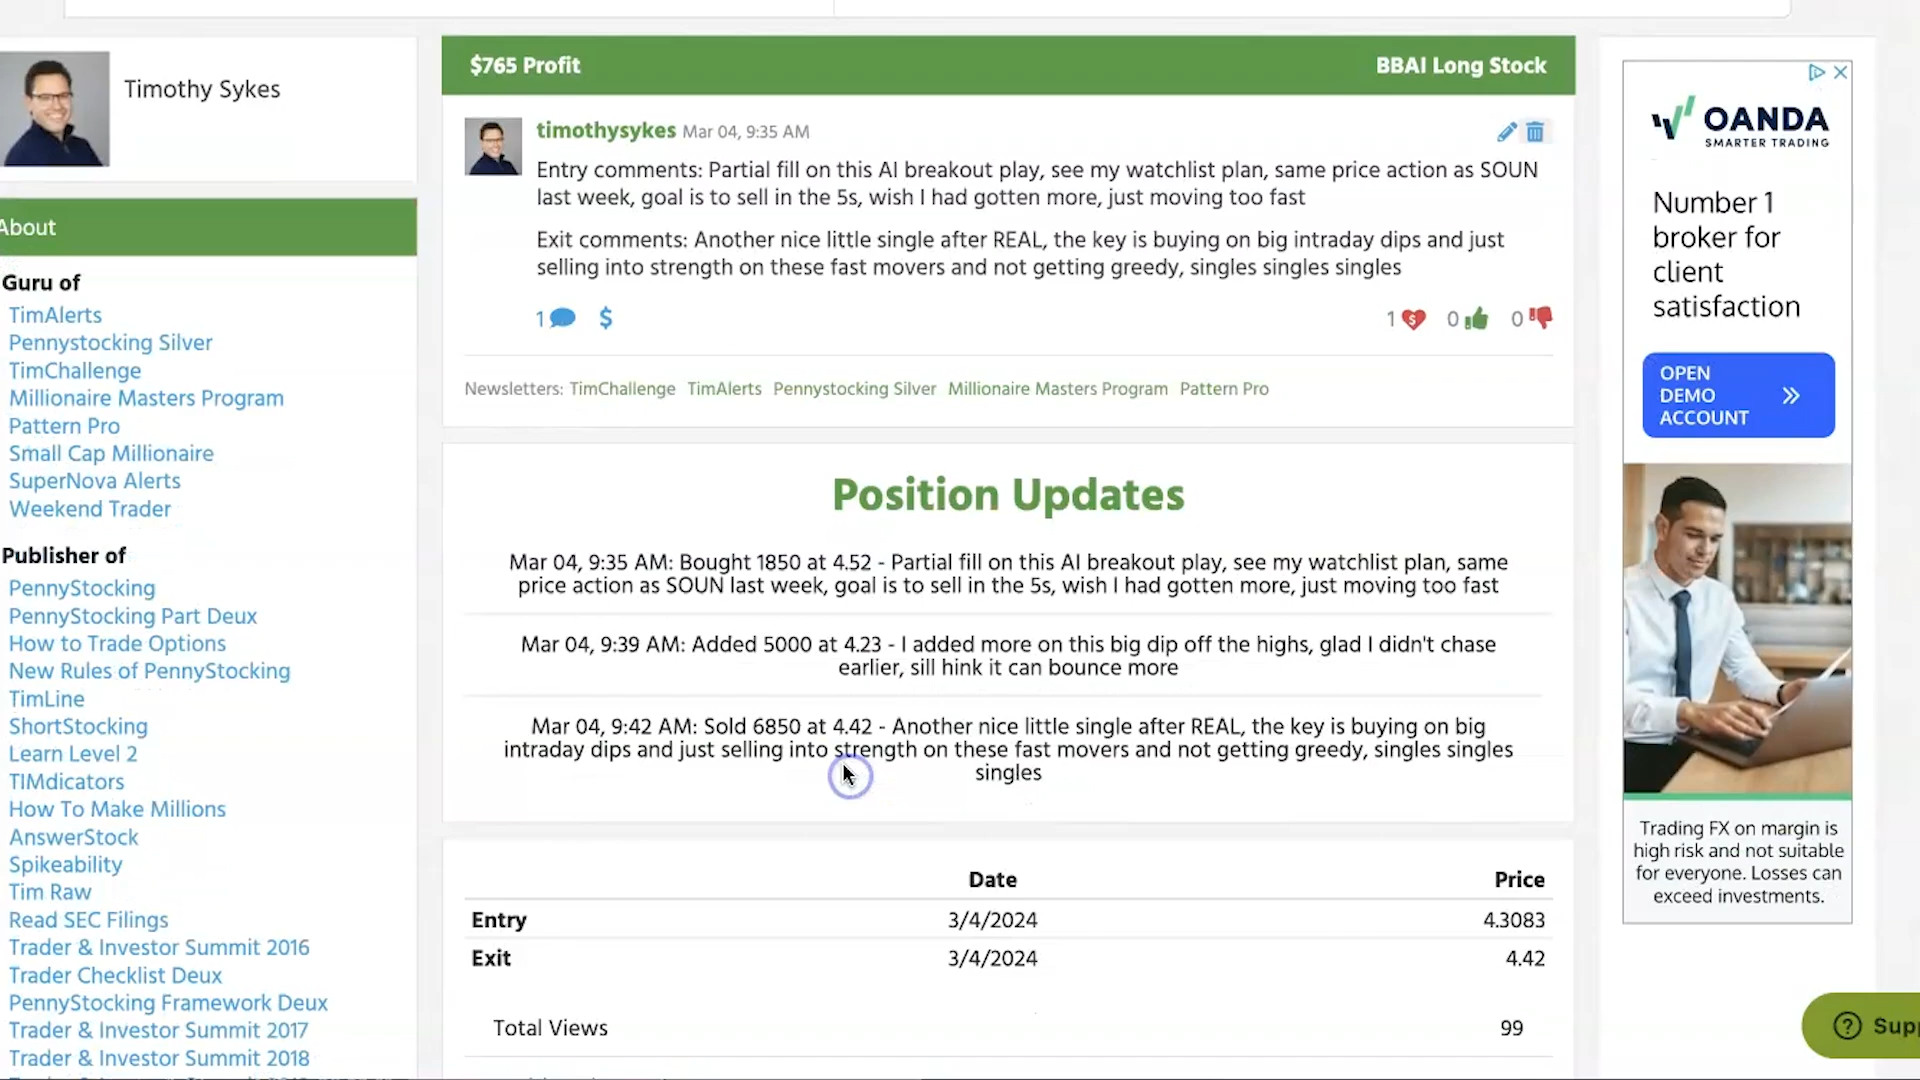 Timothy Sykes
About
Guru of
TimAlerts
Pennystocking Silver
TimChallenge
Millionaire Masters Program
Pattern Pro
Small Cap Millionaire
SuperNova Alerts
Weekend Trader
Publisher of
PennyStocking
PennyStocking Part Deux
How to Trade Options
New Rules of PennyStocking
TimLine
ShortStocking
Learn Level 2
TIMdicators
How To Make Millions
AnswerStock
Spikeability
Tim Raw
Read SEC Filings
Trader & Investor Summit 2016
Trader Checklist Deux
PennyStocking Framework Deux
Trader & Investor Summit 2017
Trader & Investor Summit 2018
$765 Profit BBAI Long Stock
timothysykes Mar 04, 9:35 AM
Entry comments: Partial fill on this AI breakout play, see my watchlist plan, same price action as SOUN
last week, goal is to sell in the 5s, wish I had gotten more, just moving too fast
Exit comments: Another nice little single after REAL, the key is buying on big intraday dips and just
selling into strength on these fast movers and not getting greedy, singles singles singles
1 $ 1 $ 0 0
Newsletters: TimChallenge TimAlerts Pennystocking Silver Millionaire Masters Program Pattern Pro
Position Updates
Mar 04, 9:35 AM: Bought 1850 at 4.52 - Partial fill on this AI breakout play, see my watchlist plan, same
price action as SOUN last week, goal is to sell in the 5s, wish I had gotten more, just moving too fast
Mar 04, 9:39 AM: Added 5000 at 4.23 - I added more on this big dip off the highs, glad I didn't chase
earlier, sill hink it can bounce more
Mar 04, 9:42 AM: Sold 6850 at 4.42 - Another nice little single after REAL, the key is buying on big
intraday dips and just selling into strength on these fast movers and not getting greedy, singles singles
singles
Date Price
Entry 3/4/2024 4.3083
Exit 3/4/2024 4.42
Total Views 99
OANDA
SMARTER TRADING
Number 1
broker for
client
satisfaction
OPEN
DEMO
ACCOUNT
Trading FX on margin is
high risk and not suitable
for everyone. Losses can
exceed investments.
Supp